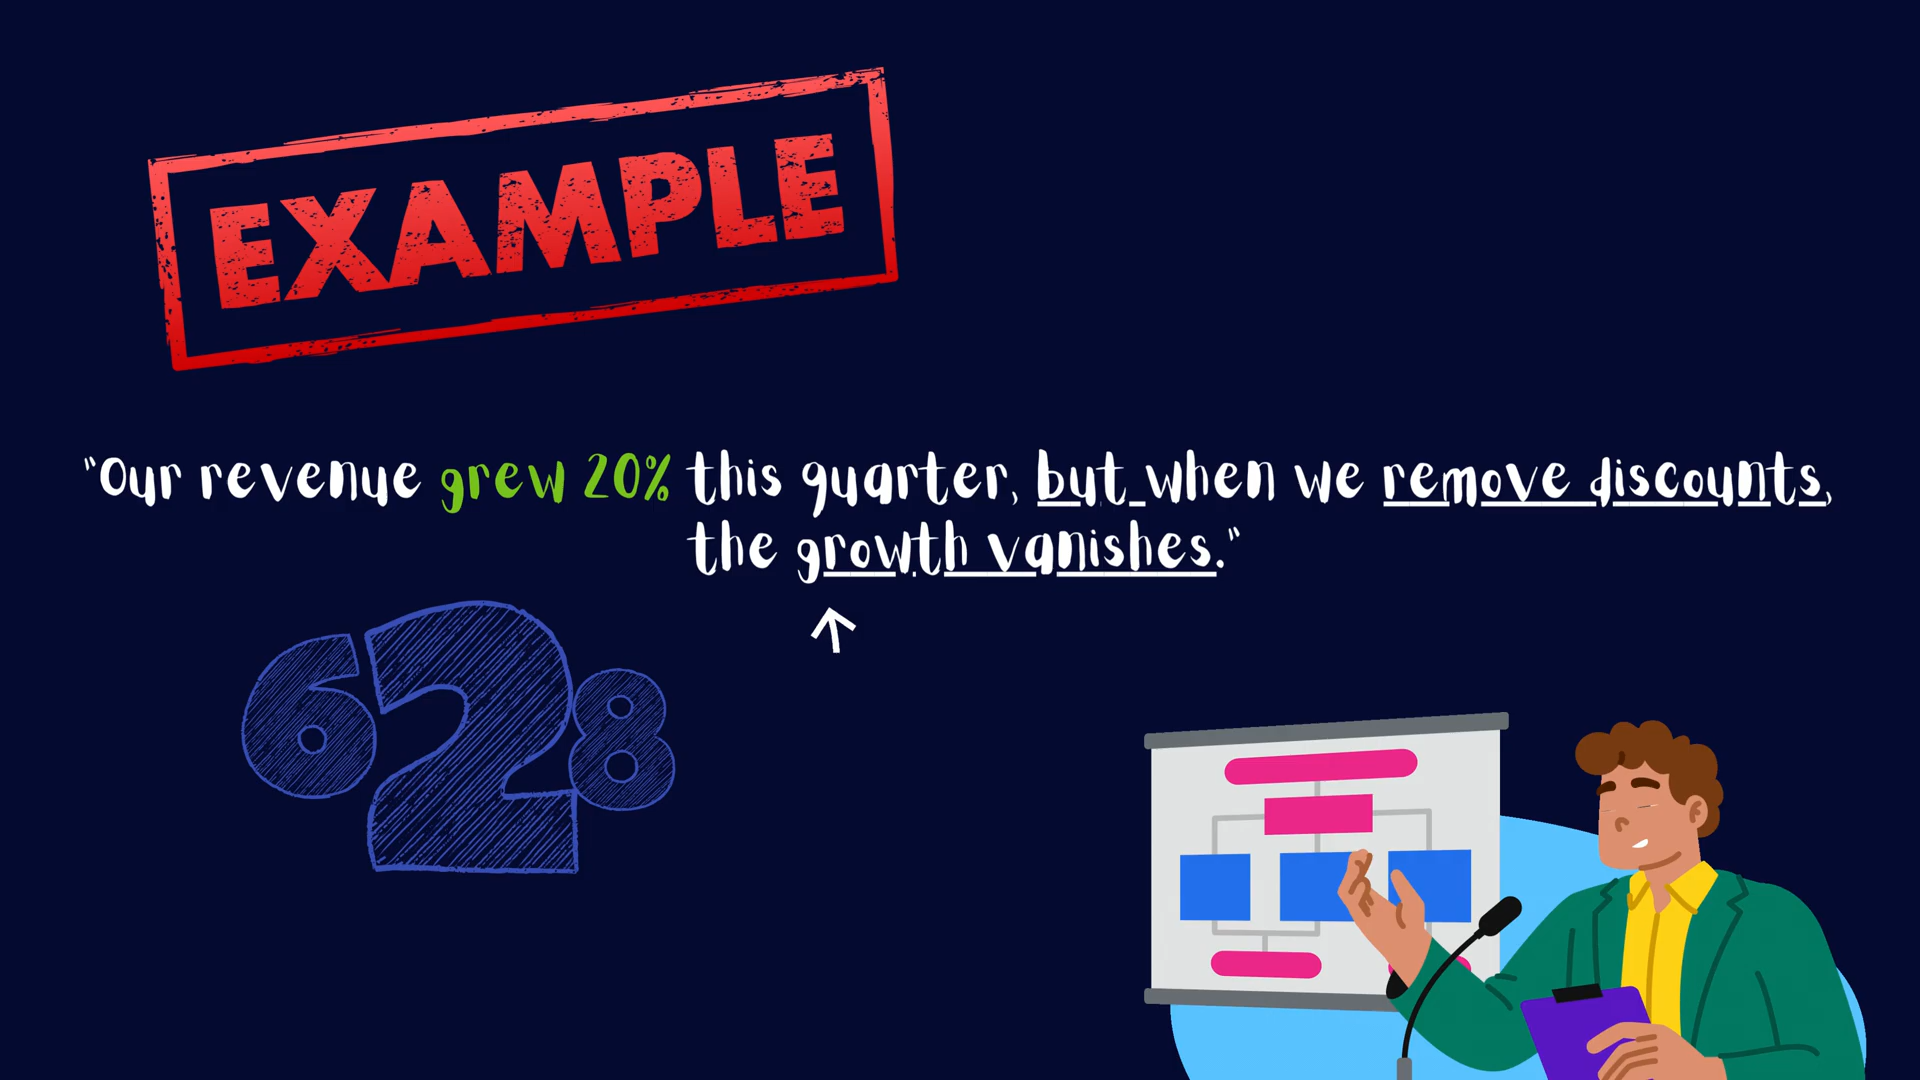 EXAMPLE
"Our revenue grew 20% this quarter, but when we remove discounts,
the growth vanishes."
628